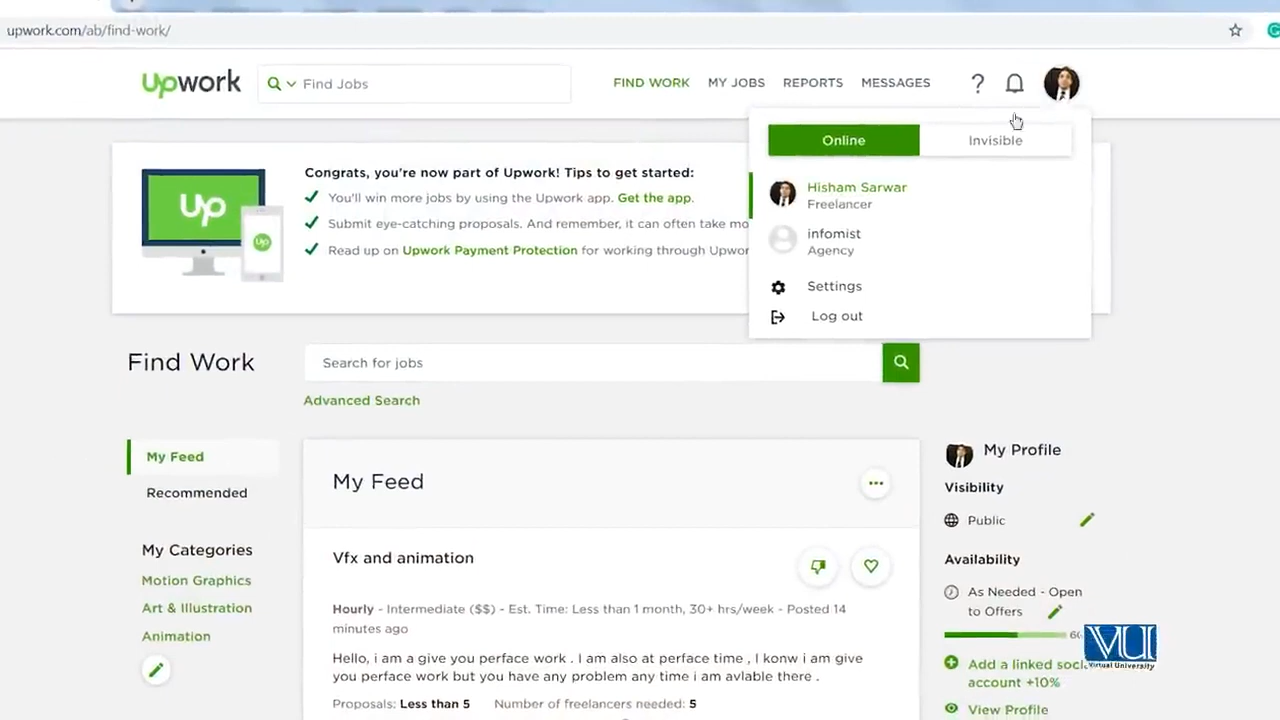 upwork.com/ab/find-work/
upwork
Find Jobs
FIND WORK MY JOBS REPORTS MESSAGES ?
Online Invisible
Congrats, you're now part of Upwork! Tips to get started:
You'll win more jobs by using the Upwork app. Get the app.
Submit eye-catching proposals. And remember, it can often take mo
Read up on Upwork Payment Protection for working through Upwor
up
up
Hisham Sarwar
Freelancer
infomist
Agency
Settings
Log out
Find Work
Search for jobs
Advanced Search
My Feed
Recommended
My Categories
Motion Graphics
Art & Illustration
Animation
My Feed
Vfx and animation
Hourly - Intermediate ($$) - Est. Time: Less than 1 month, 30+ hrs/week - Posted 14
minutes ago
Hello, i am a give you perface work . I am also at perface time , I konw i am give
you perface work but you have any problem any time i am avlable there .
Proposals: Less than 5 Number of freelancers needed: 5
My Profile
Visibility
Public
Availability
As Needed - Open
to Offers
Add a linked soc
account +10%
View Profile
VU
Virtual University